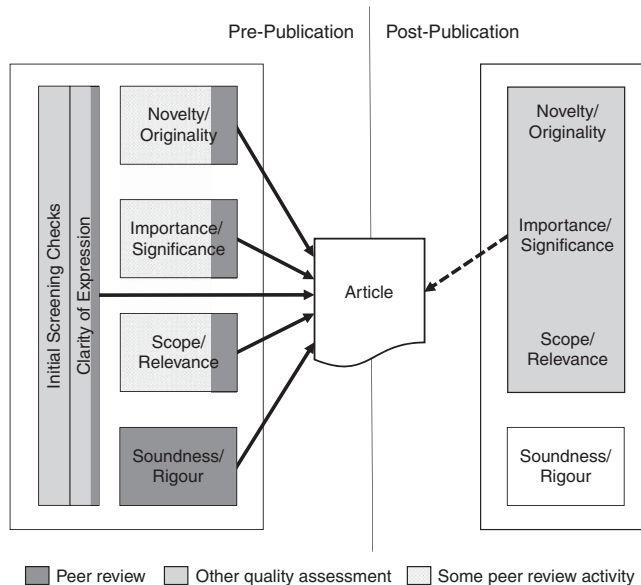 Pre-Publication
Post-Publication
Initial Screening Checks
Clarity of Expression
Novelty/
Originality
Importance/
Significance
Scope/
Relevance
Soundness/
Rigour
Article
Novelty/
Originality
Importance/
Significance
Scope/
Relevance
Soundness/
Rigour
Peer review
Other quality assessment
Some peer review activity